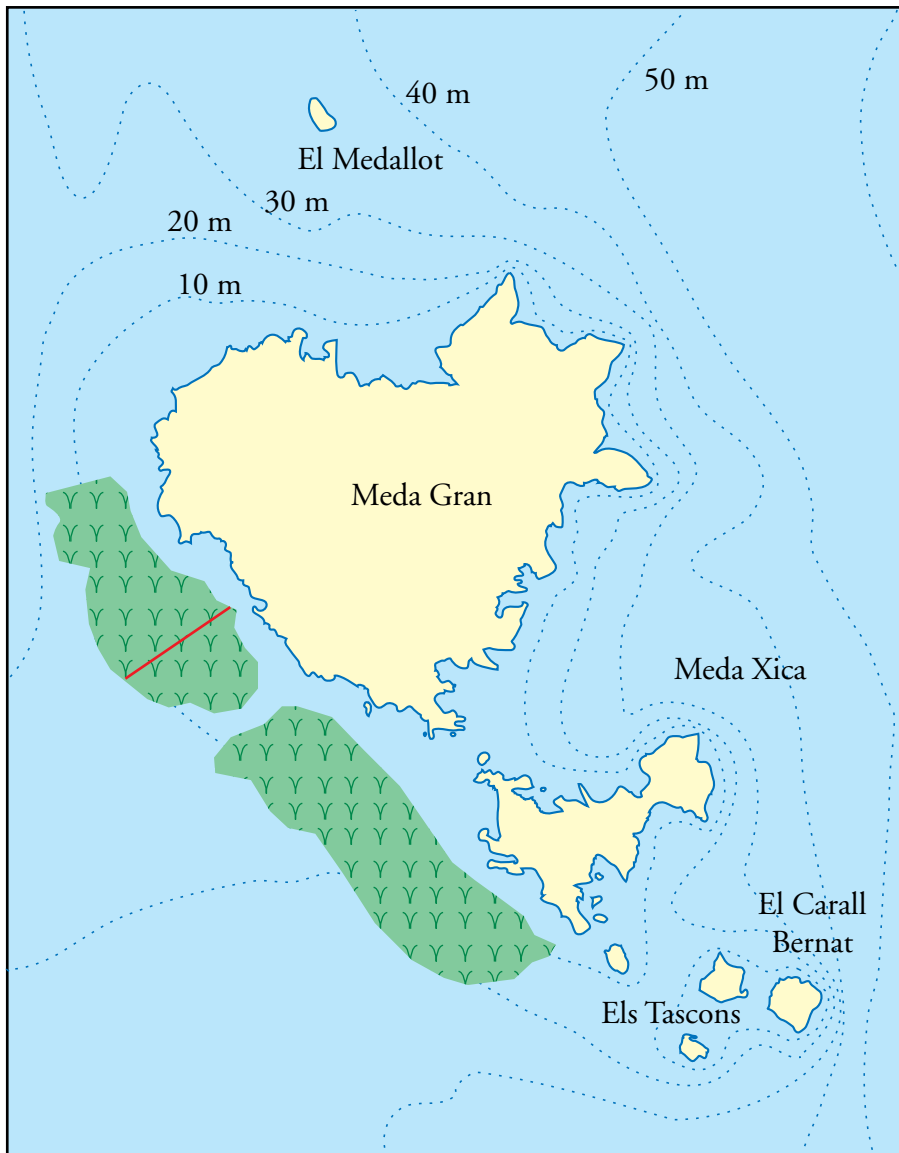 50 m
40 m
El Medallot
30 m
20 m
10 m
Meda Gran
Meda Xica
El Carall
Bernat
Els Tascons